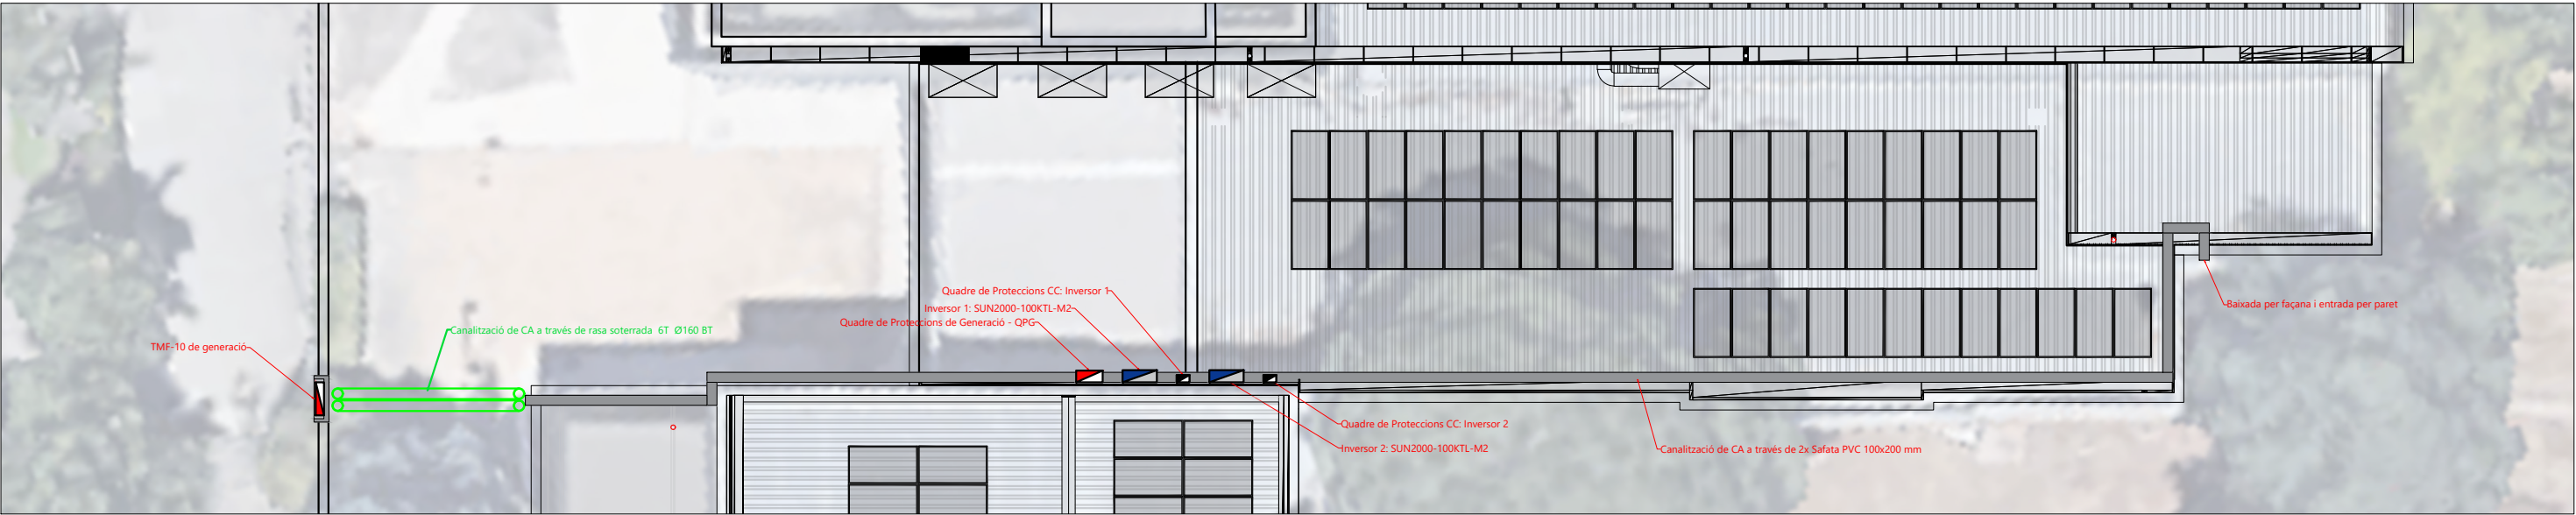 Quadre de Proteccions CC: Inversor 1
Inversor 1: SUN2000-100KTL-M2
Quadre de Proteccions de Generació - QPG
Canalització de CA a través de rasa soterrada 6T Ø160 BT
TMF-10 de generació
Baixada per façana i entrada per paret
Quadre de Proteccions CC: Inversor 2
Inversor 2: SUN2000-100KTL-M2
Canalització de CA a través de 2x Safata PVC 100x200 mm